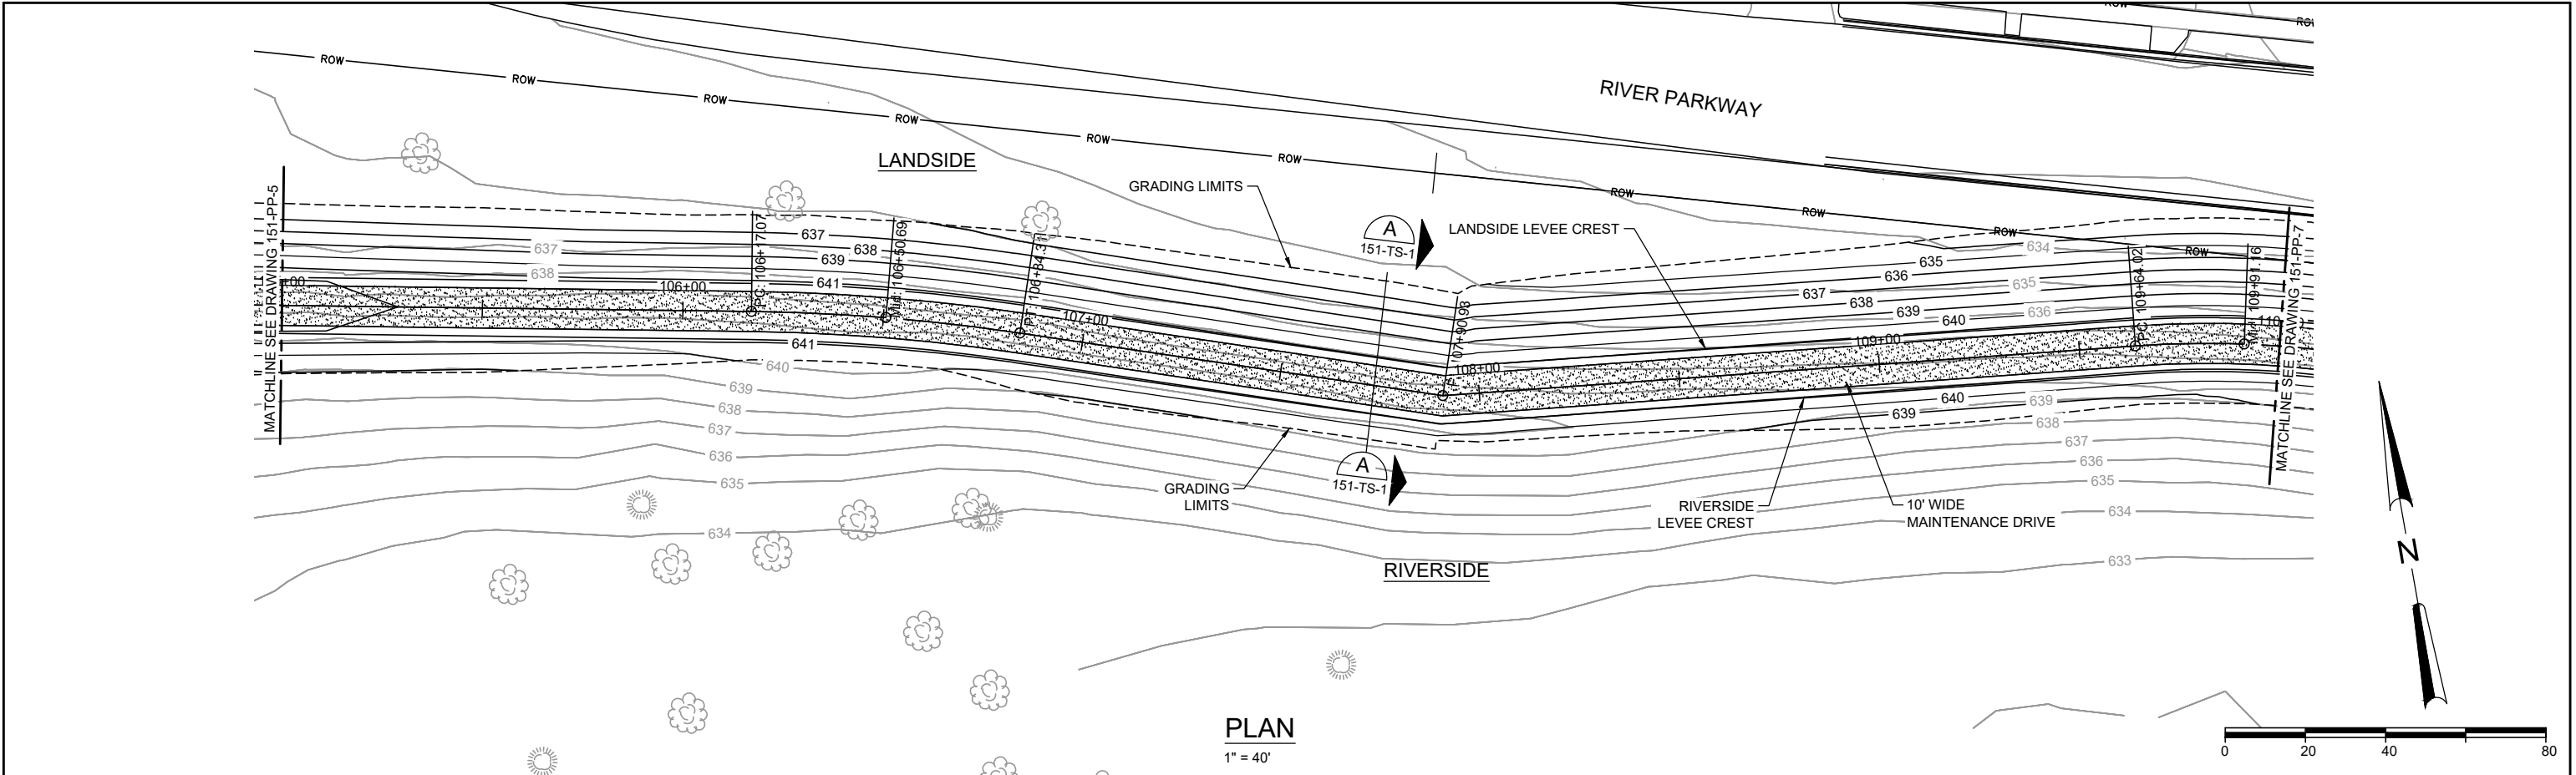 ROW
ROW
ROW
ROW
ROW
ROW
ROW
ROW
ROW
ROW
ROW
RIVER PARKWAY
LANDSIDE
GRADING LIMITS
A
151-TS-1
LANDSIDE LEVEE CREST
MATCHLINE SEE DRAWING 151-PP-5
MATCHLINE SEE DRAWING 151-PP-7
637
638
639
641
637
638
106+00
PC: 106+17.07
Mid: 106+50.69
107+00
107+90.93
108+00
109+00
109+64.02
109+91.16
634
635
636
635
637
638
639
636
640
641
640
639
638
637
636
635
634
640
639
639
638
637
636
635
634
633
A
151-TS-1
GRADING
LIMITS
RIVERSIDE
LEVEE CREST
10' WIDE
MAINTENANCE DRIVE
RIVERSIDE
N
PLAN
1" = 40'
0 20 40 80